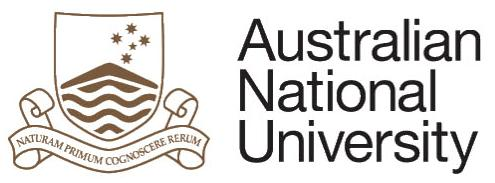 Australian
National
University
NATURAM PRIMUM COGNOSCERE RERUM